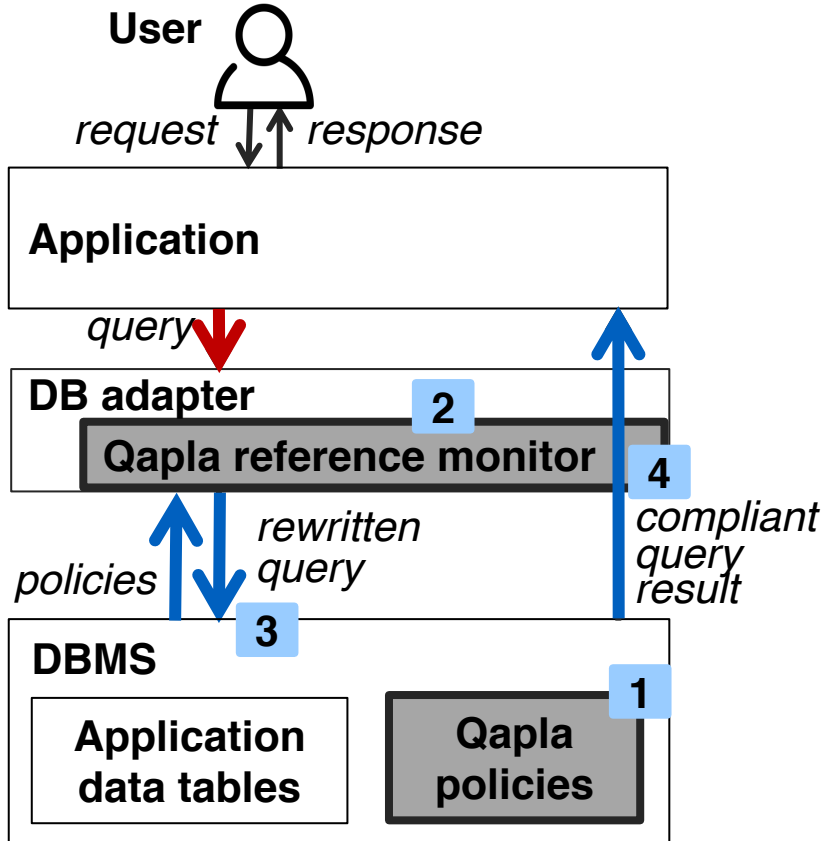 User
request
response
Application
query
DB adapter
2
Qapla reference monitor
4
policies
rewritten
query
compliant
query
result
3
DBMS
1
Application
data tables
Qapla
policies